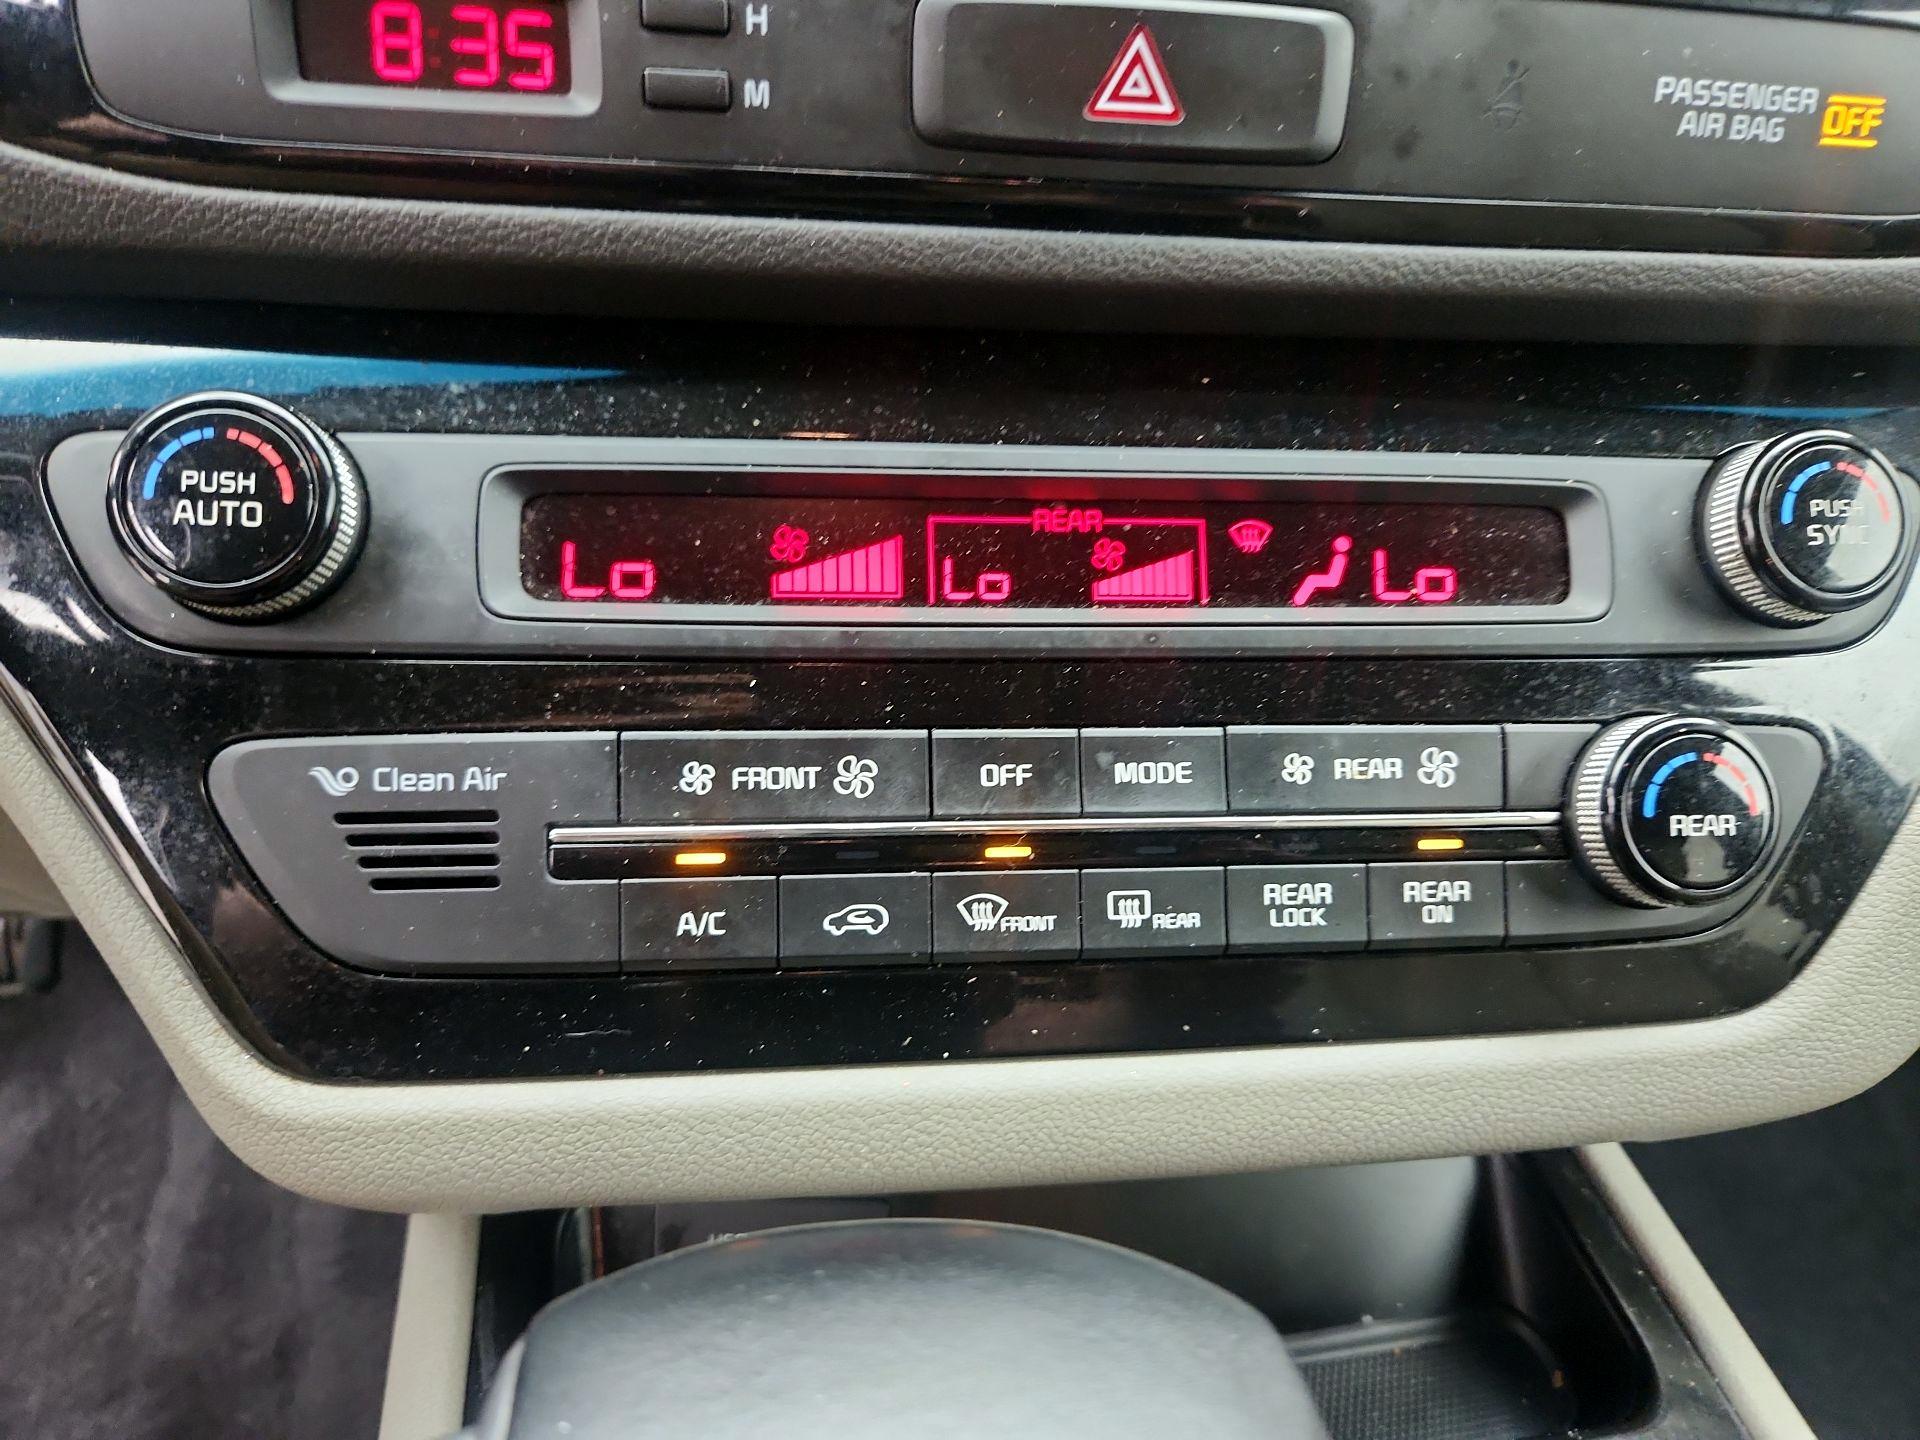 8:35
H
M
PASSENGER
AIR BAG OFF
PUSH
AUTO
Lo
REAR
Lo
Lo
PUSH
SYNC
Clean Air
FRONT
OFF
MODE
REAR
REAR
A/C
FRONT
REAR
REAR
LOCK
REAR
ON